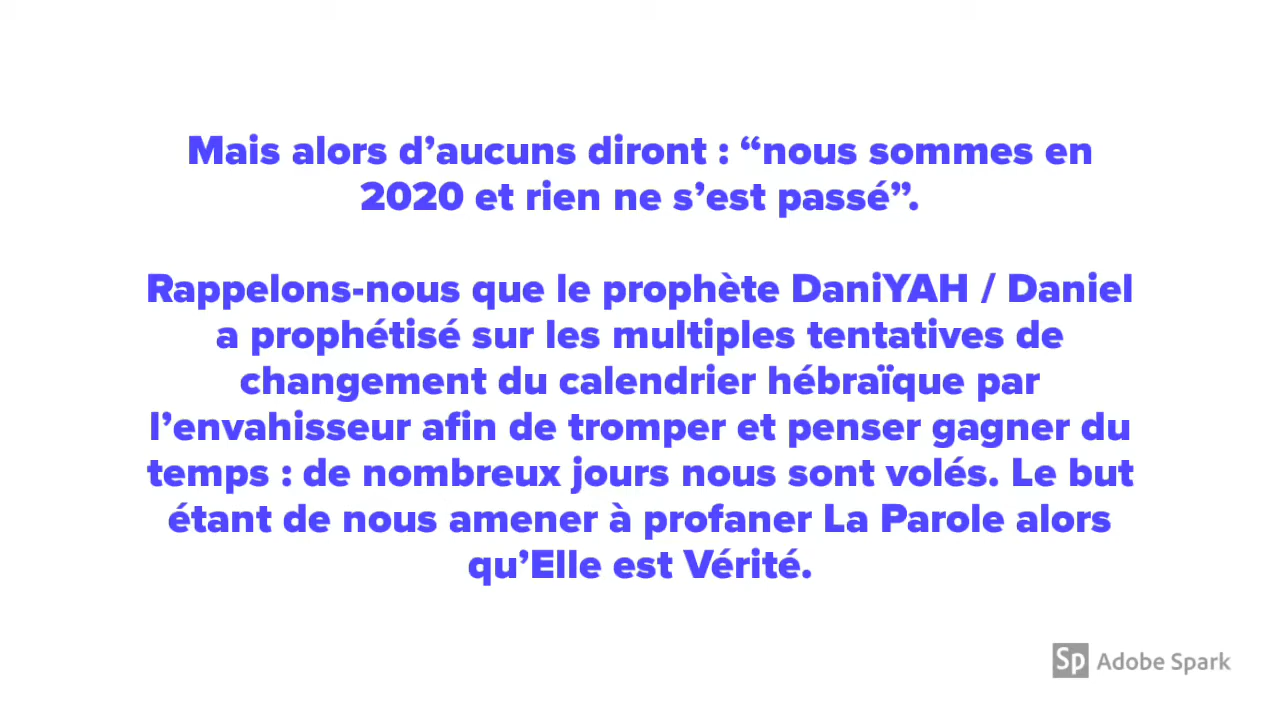 Mais alors d’aucuns diront : “nous sommes en
2020 et rien ne s’est passé”.
Rappelons-nous que le prophète DaniYAH / Daniel
a prophétisé sur les multiples tentatives de
changement du calendrier hébraïque par
l’envahisseur afin de tromper et penser gagner du
temps : de nombreux jours nous sont volés. Le but
étant de nous amener à profaner La Parole alors
qu’Elle est Vérité.
Sp Adobe Spark